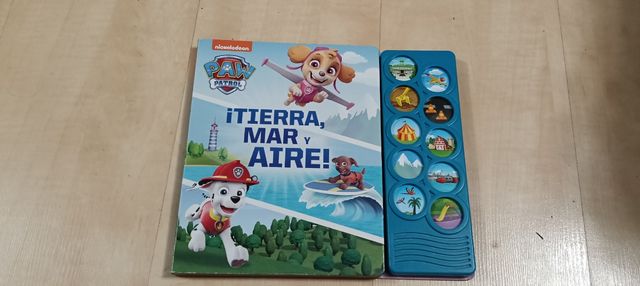 nickelodeon
PAW
PATROL
¡TIERRA,
MAR Y
AIRE!